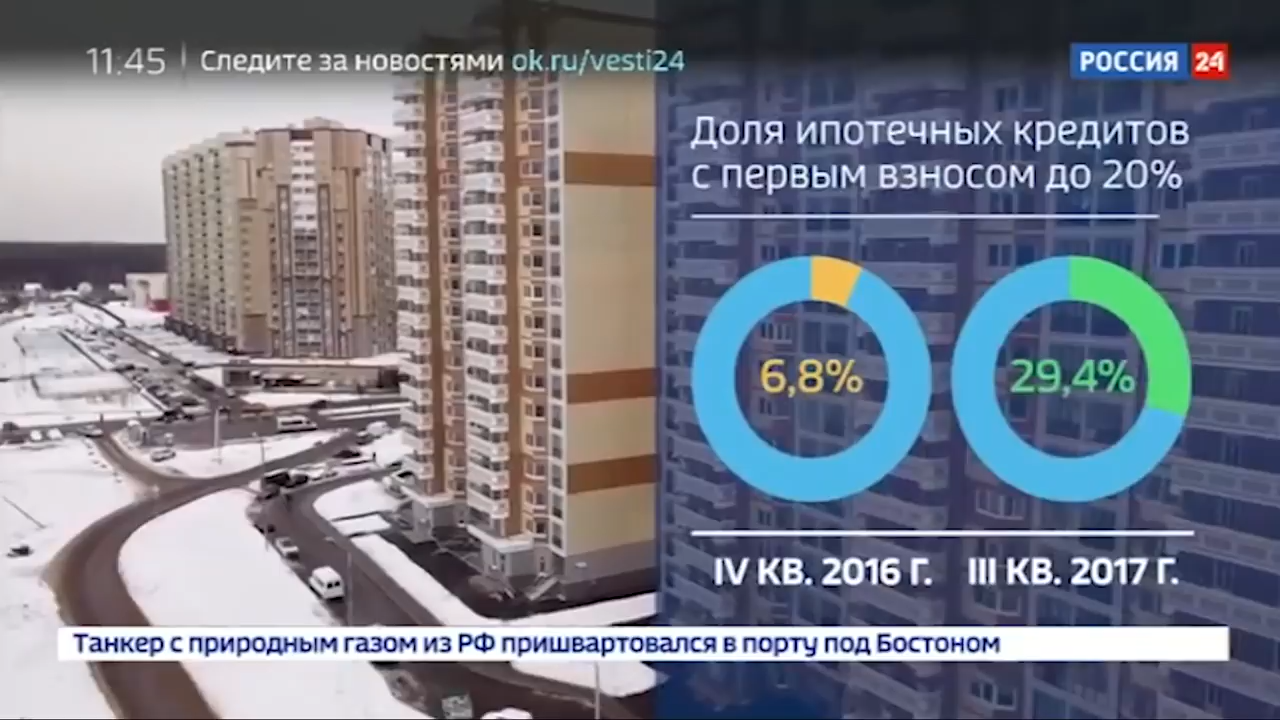 11:45 Следите за новостями ok.ru/vesti24
РОССИЯ 24
Доля ипотечных кредитов
с первым взносом до 20%
6,8% 29,4%
IV КВ. 2016 Г. III КВ. 2017 Г.
Танкер с природным газом из РФ пришвартовался в порту под Бостоном